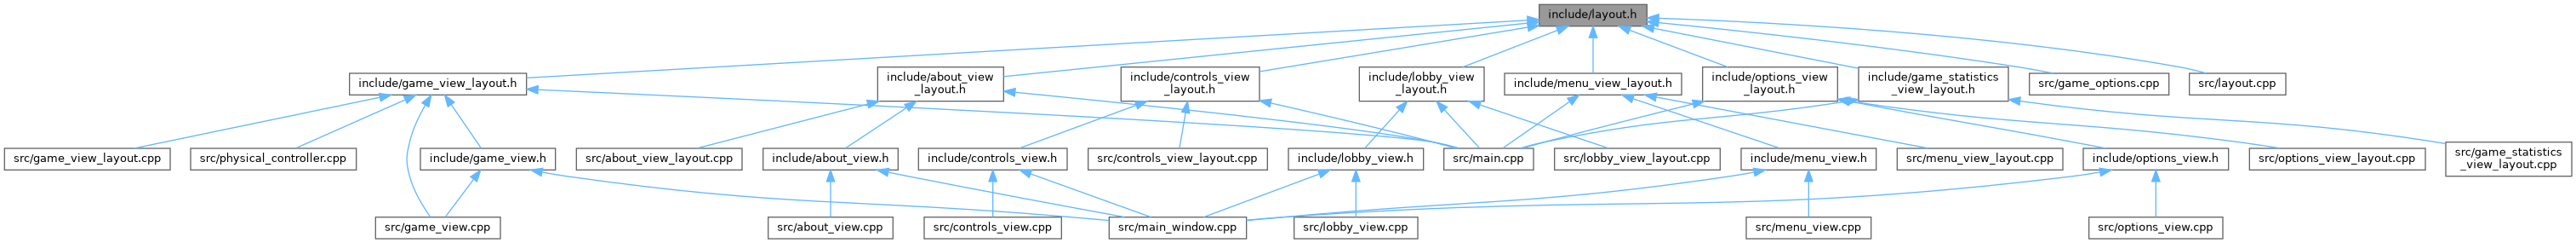 include/layout.h
include/game_view_layout.h
include/about_view
_layout.h
include/controls_view
_layout.h
include/lobby_view
_layout.h
include/menu_view_layout.h
include/options_view
_layout.h
include/game_statistics
_view_layout.h
src/game_options.cpp
src/layout.cpp
src/game_view_layout.cpp
src/physical_controller.cpp
include/game_view.h
src/about_view_layout.cpp
include/about_view.h
include/controls_view.h
src/controls_view_layout.cpp
include/lobby_view.h
src/main.cpp
src/lobby_view_layout.cpp
include/menu_view.h
src/menu_view_layout.cpp
include/options_view.h
src/options_view_layout.cpp
src/game_statistics
_view_layout.cpp
src/game_view.cpp
src/about_view.cpp
src/controls_view.cpp
src/main_window.cpp
src/lobby_view.cpp
src/menu_view.cpp
src/options_view.cpp